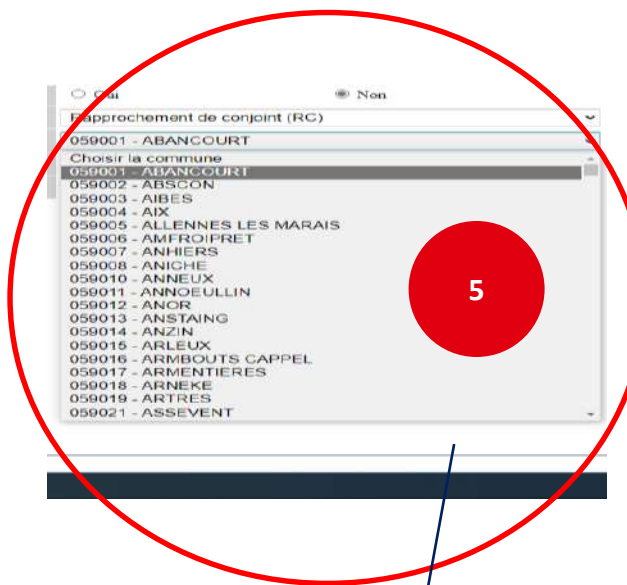 Oui Non
Rapprochement de conjoint (RC)
059001 - ABANCOURT
Choisir la commune
059001 - ABANCOURT
059002 - ABSCON
059003 - AIBES
059004 - AIX
059005 - ALLENNES LES MARAIS
059006 - AMFROIPRET
059007 - ANHIERS
059008 - ANICHE
059010 - ANNEUX
059011 - ANNOEULLIN
059012 - ANOR
059013 - ANSTAING
059014 - ANZIN
059015 - ARLEUX
059016 - ARMBOUTS CAPPEL
059017 - ARMENTIERES
059018 - ARNEKE
059019 - ARTRES
059021 - ASSEVENT
5